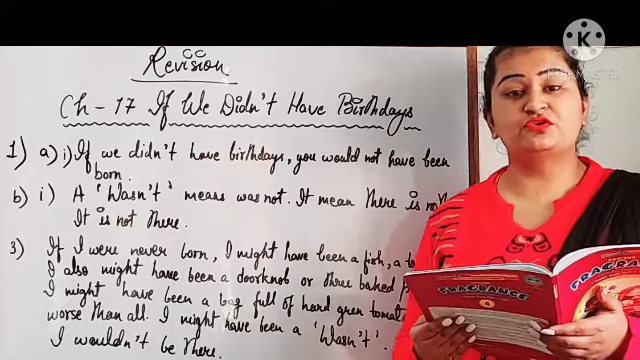 Revision
Ch - 17 If We Didn't Have Birthdays
1) a) i) If we didn't have birthdays, you would not have been
born.
b) i) A 'Wasn't' means was not. It mean there is
It is not there.
3) If I were never born, I might have been a fish, a
I also might have been a doorknob or three baked
I might have been a bag full of hard green
worse than all. I might have been a 'Wasn't'.
I wouldn't be there.
K
FRAGRANCE
4
FRAGRANCE